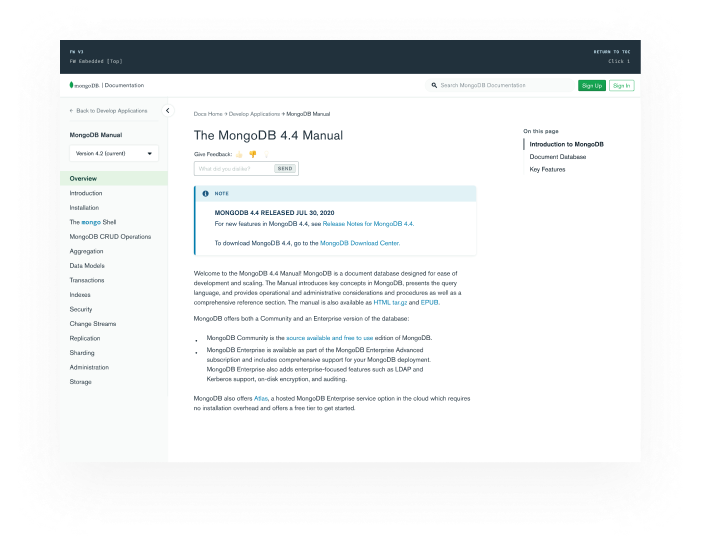 FW V3
RETURN TO TOC
FW Embedded [Top]
Click 1
mongoDB | Documentation
Search MongoDB Documentation
Sign Up
Sign In
← Back to Develop Applications
Docs Home → Develop Applications → MongoDB Manual
MongoDB Manual
Version 4.2 (current)
Overview
Introduction
Installation
The mongo Shell
MongoDB CRUD Operations
Aggregation
Data Models
Transactions
Indexes
Security
Change Streams
Replication
Sharding
Administration
Storage
The MongoDB 4.4 Manual
Give Feedback:
What did you dislike?
SEND
NOTE
MONGODB 4.4 RELEASED JUL 30, 2020
For new features in MongoDB 4.4, see Release Notes for MongoDB 4.4.
To download MongoDB 4.4, go to the MongoDB Download Center.
Welcome to the MongoDB 4.4 Manual! MongoDB is a document database designed for ease of
development and scaling. The Manual introduces key concepts in MongoDB, presents the query
language, and provides operational and administrative considerations and procedures as well as a
comprehensive reference section. The manual is also available as HTML tar.gz and EPUB.
MongoDB offers both a Community and an Enterprise version of the database:
• MongoDB Community is the source available and free to use edition of MongoDB.
• MongoDB Enterprise is available as part of the MongoDB Enterprise Advanced
subscription and includes comprehensive support for your MongoDB deployment.
MongoDB Enterprise also adds enterprise-focused features such as LDAP and
Kerberos support, on-disk encryption, and auditing.
MongoDB also offers Atlas, a hosted MongoDB Enterprise service option in the cloud which requires
no installation overhead and offers a free tier to get started.
On this page
Introduction to MongoDB
Document Database
Key Features